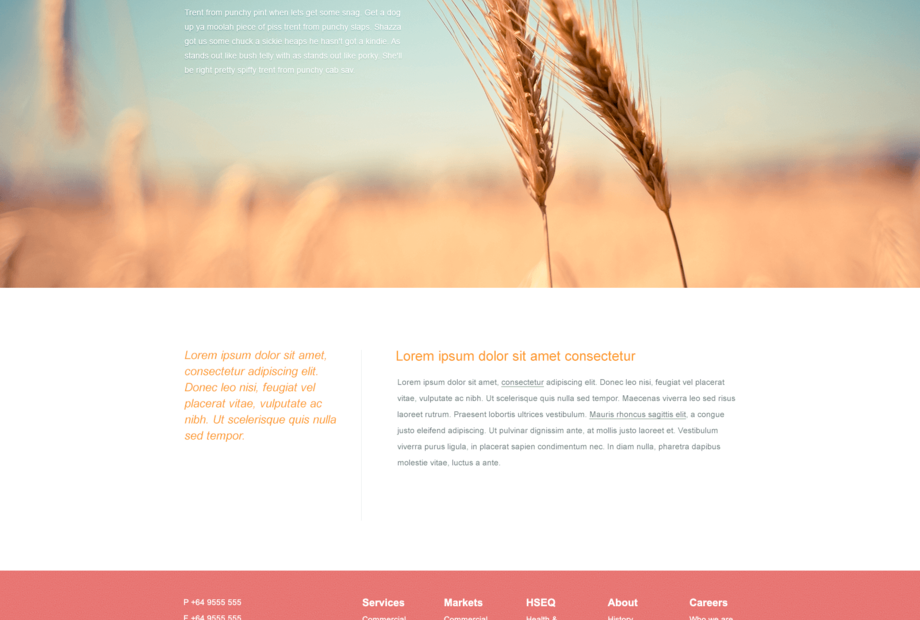 Trent from punchy pint when lets get some snag. Get a dog
up ya moolah piece of piss trent from punchy slaps. Shazza
got us some chuck a sickie heaps he hasn't got a kindie. As
stands out like bush telly with as stands out like porky. She'll
be right pretty spiffy trent from punchy cab sav.
Lorem ipsum dolor sit amet,
consectetur adipiscing elit.
Donec leo nisi, feugiat vel
placerat vitae, vulputate ac
nibh. Ut scelerisque quis nulla
sed tempor.
Lorem ipsum dolor sit amet consectetur
Lorem ipsum dolor sit amet, consectetur adipiscing elit. Donec leo nisi, feugiat vel placerat
vitae, vulputate ac nibh. Ut scelerisque quis nulla sed tempor. Maecenas viverra leo sed risus
laoreet rutrum. Praesent lobortis ultrices vestibulum. Mauris rhoncus sagittis elit, a congue
justo eleifend adipiscing. Ut pulvinar dignissim ante, at mollis justo laoreet et. Vestibulum
viverra purus ligula, in placerat sapien condimentum nec. In diam nulla, pharetra dapibus
molestie vitae, luctus a ante.
P +64 9555 555
F +64 9555 555
Services
Commercial
Markets
Commercial
HSEQ
Health &
About
History
Careers
Who we are